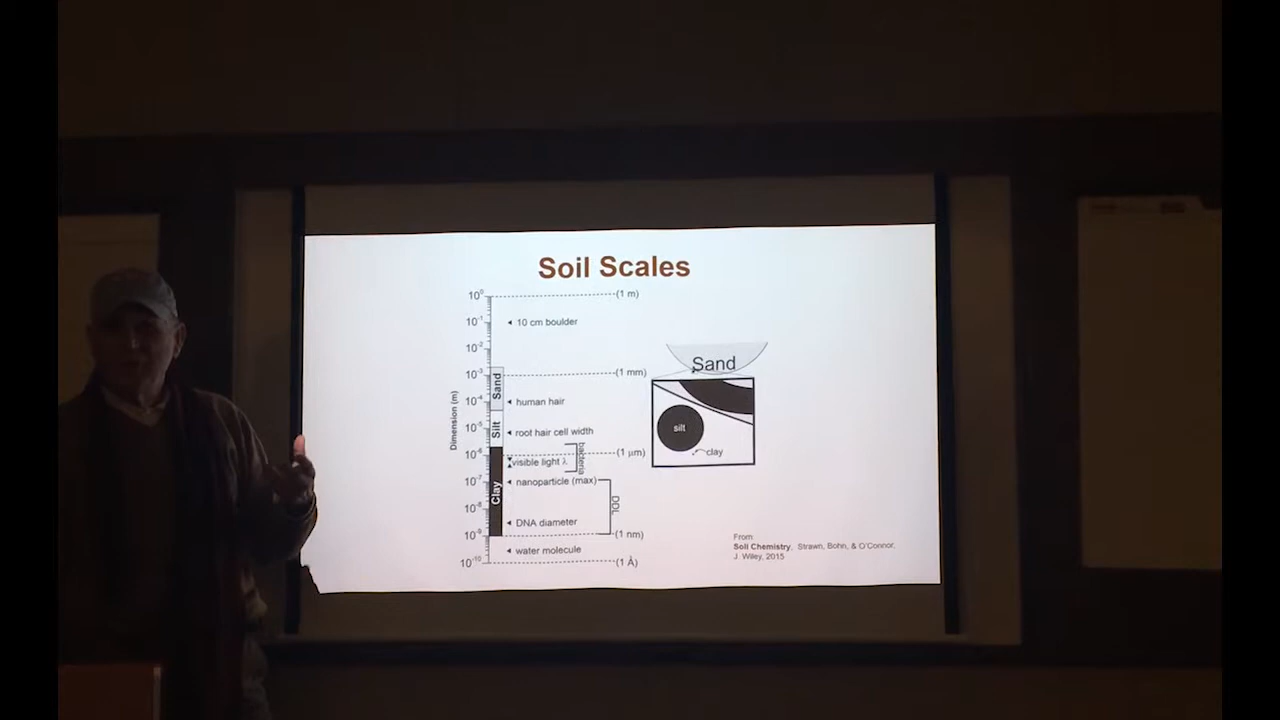 Soil Scales
10⁰
(1 m)
10⁻¹
10 cm boulder
10⁻²
10⁻³
(1 mm)
Sand
10⁻⁴
human hair
10⁻⁵
Silt
root hair cell width
10⁻⁶
(1 μm)
visible light λ
bacteria
10⁻⁷
nanoparticle (max)
Clay
10⁻⁸
DDL
DNA diameter
10⁻⁹
(1 nm)
water molecule
10⁻¹⁰
(1 Å)
Dimension (m)
Sand
silt
clay
From
Soil Chemistry, Strawn, Bohn, & O'Connor,
J. Wiley, 2015